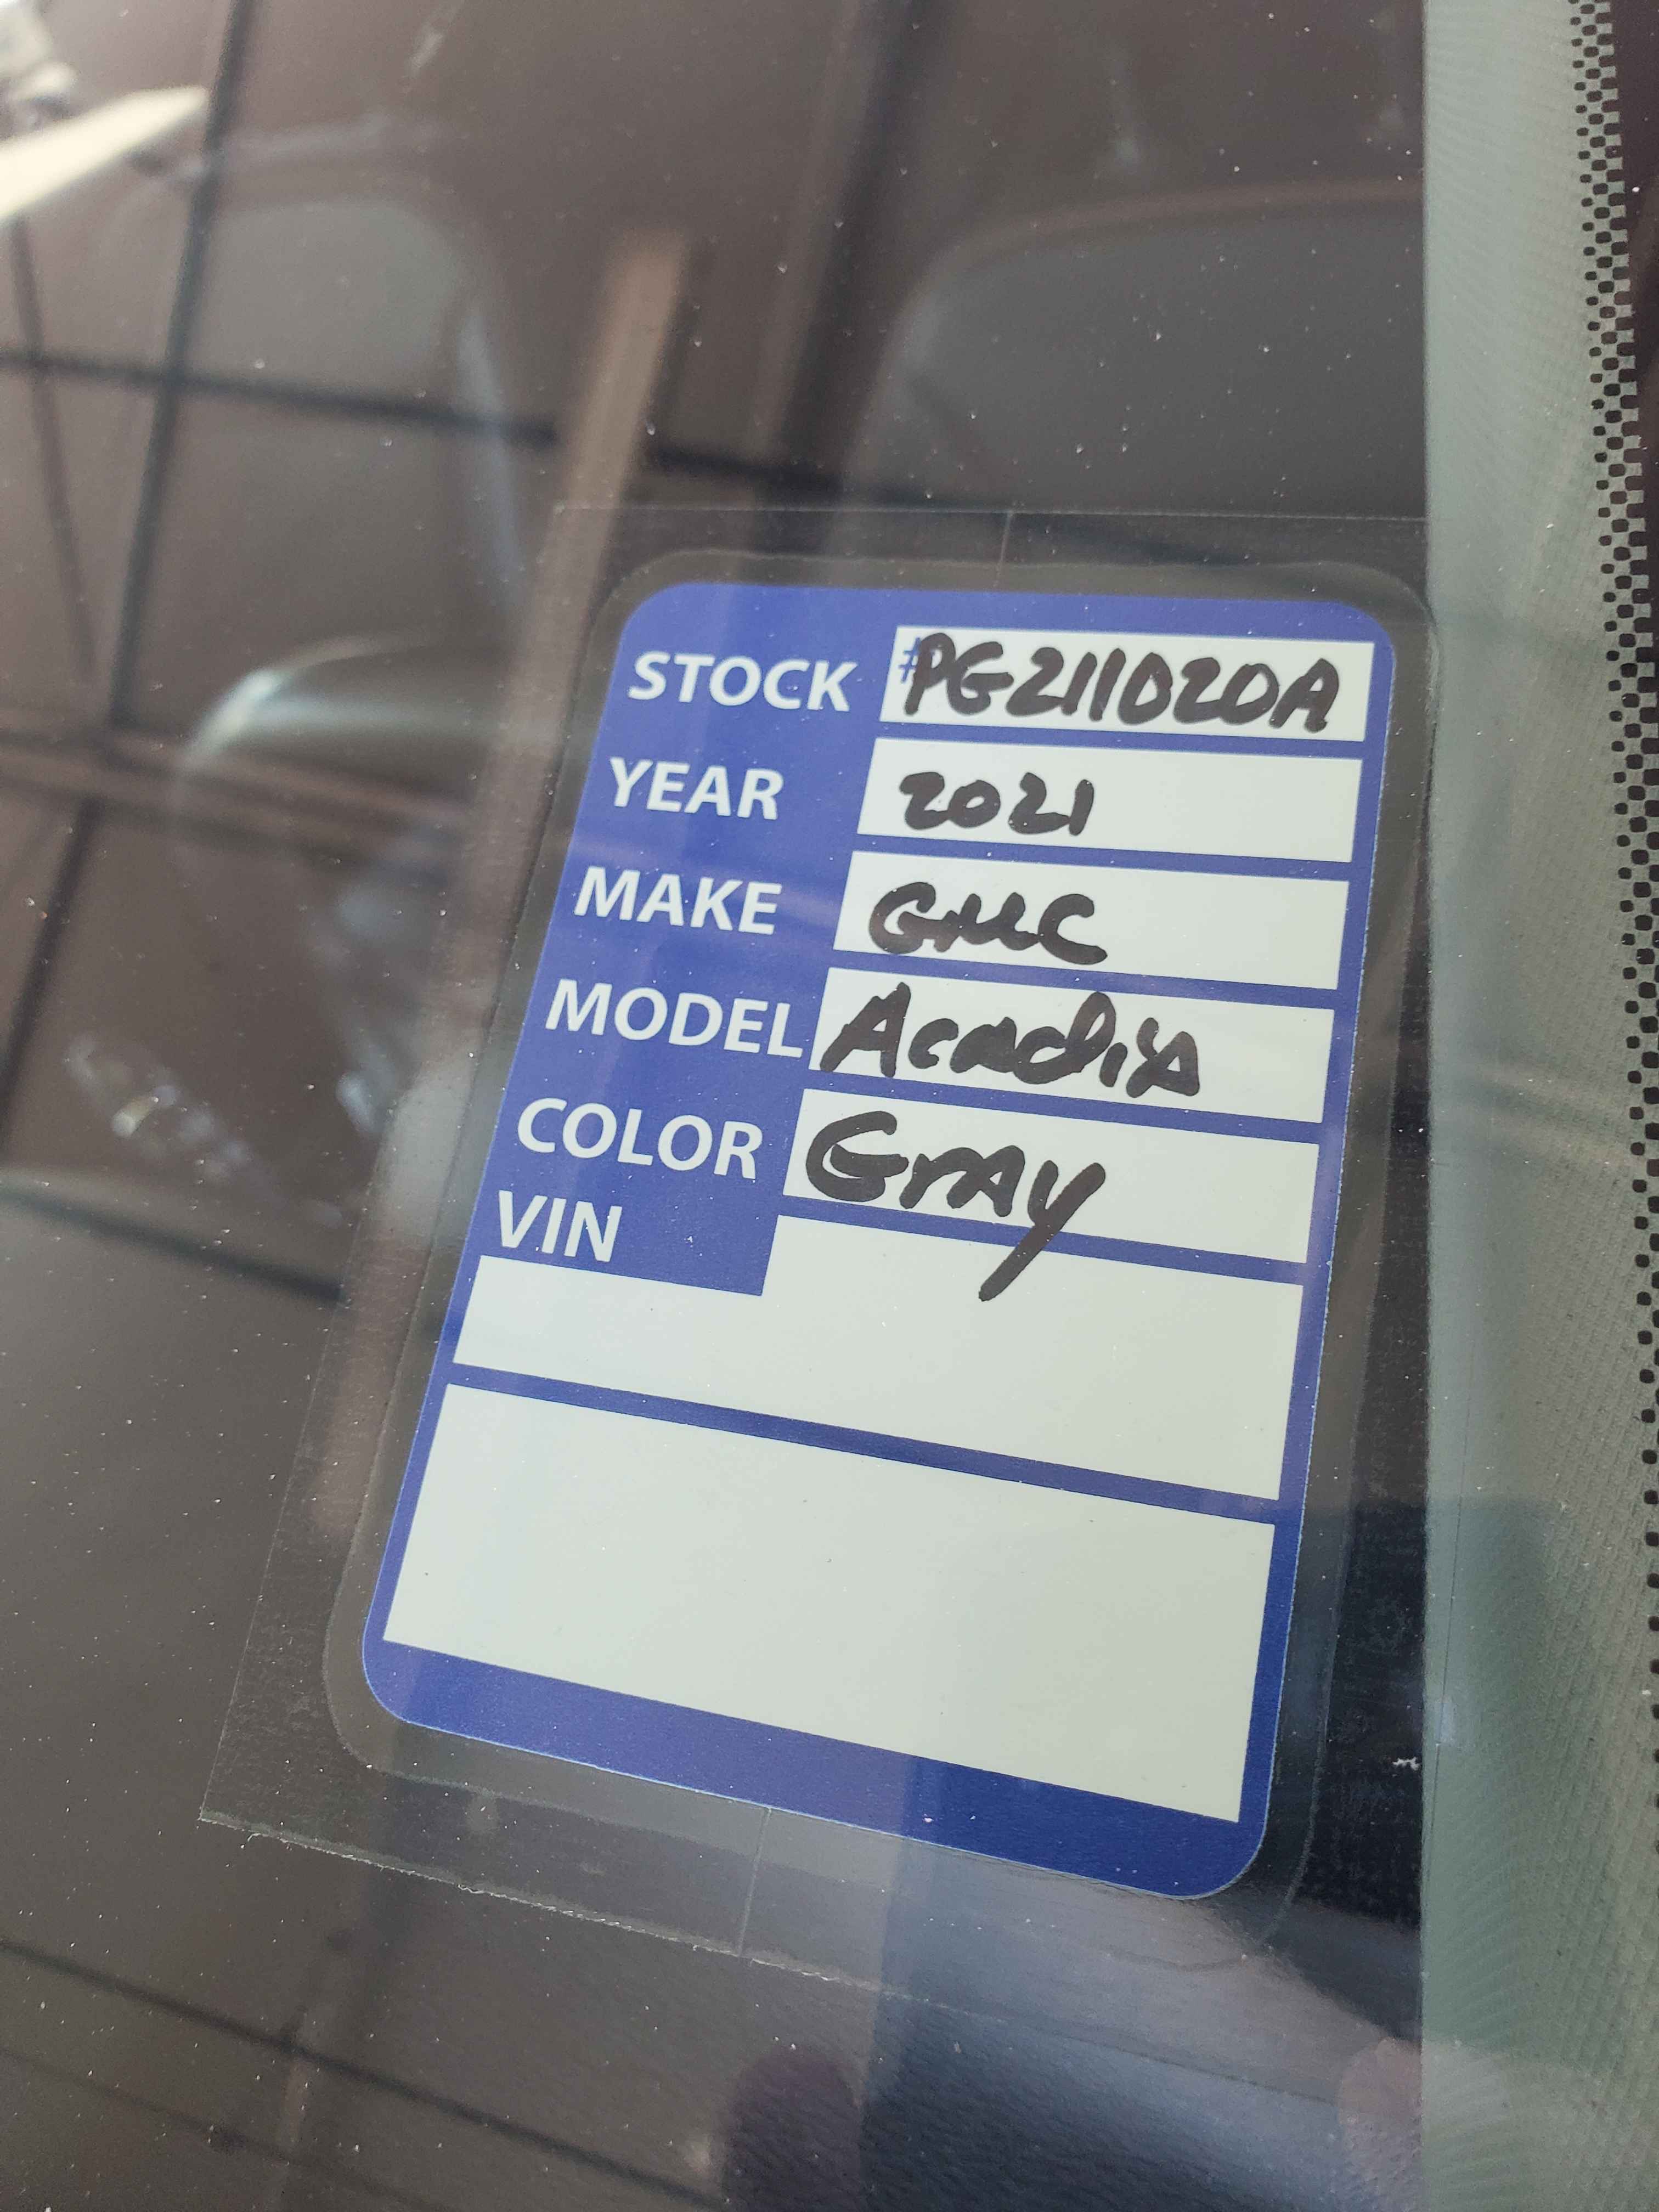 STOCK #PG211020A
YEAR 2021
MAKE GMC
MODEL Acadia
COLOR Gray
VIN